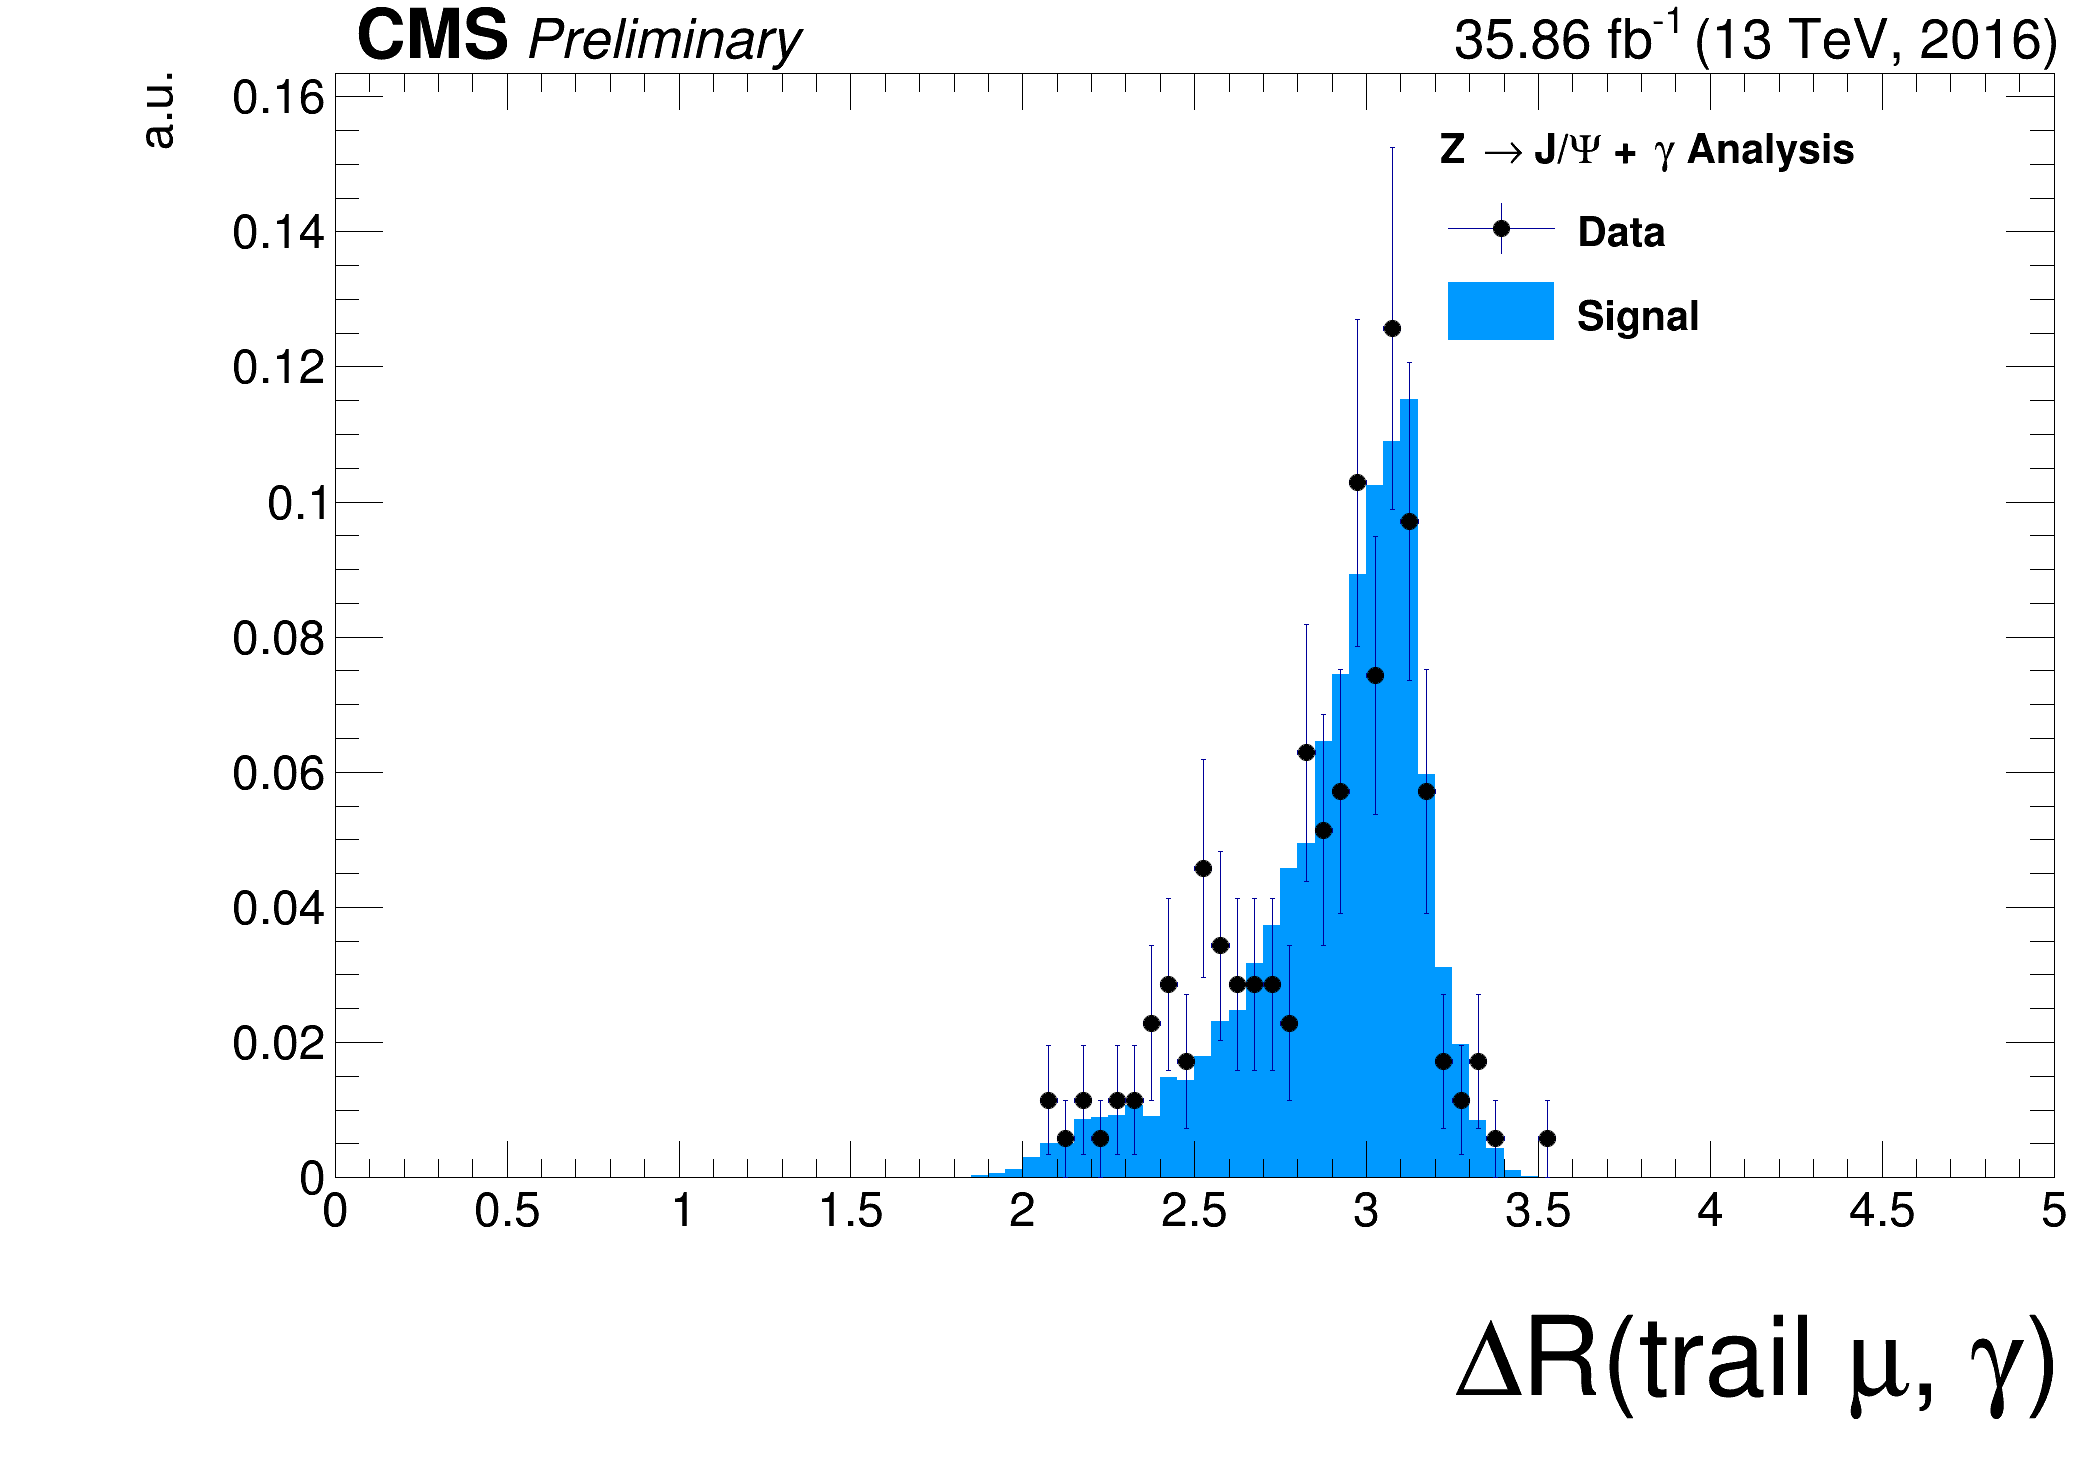 CMS Preliminary 35.86 fb⁻¹ (13 TeV, 2016)
a.u.
0.16
0.14
0.12
0.1
0.08
0.06
0.04
0.02
0
Z → J/Ψ + γ Analysis
Data
Signal
0 0.5 1 1.5 2 2.5 3 3.5 4 4.5 5
ΔR(trail μ, γ)